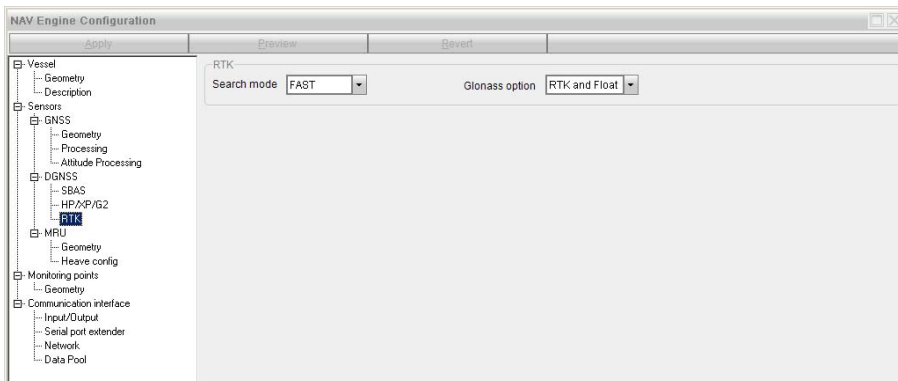 NAV Engine Configuration
Apply Preview Revert
Vessel
Geometry
Description
Sensors
GNSS
Geometry
Processing
Attitude Processing
DGNSS
SBAS
HP/XP/G2
RTK
MRU
Geometry
Heave config
Monitoring points
Geometry
Communication interface
Input/Output
Serial port extender
Network
Data Pool
RTK
Search mode FAST Glonass option RTK and Float